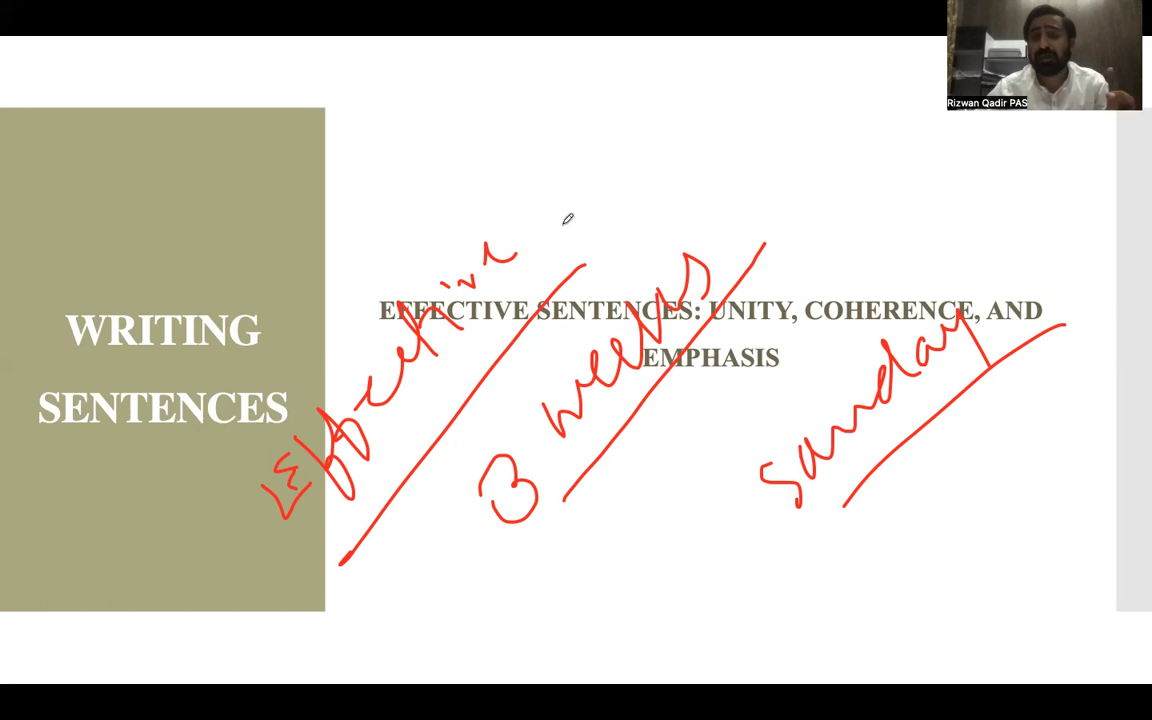 Rizwan Qadir PAS
WRITING
SENTENCES
EFFECTIVE SENTENCES: UNITY, COHERENCE, AND
EMPHASIS
Effective
3 weeks
Sunday